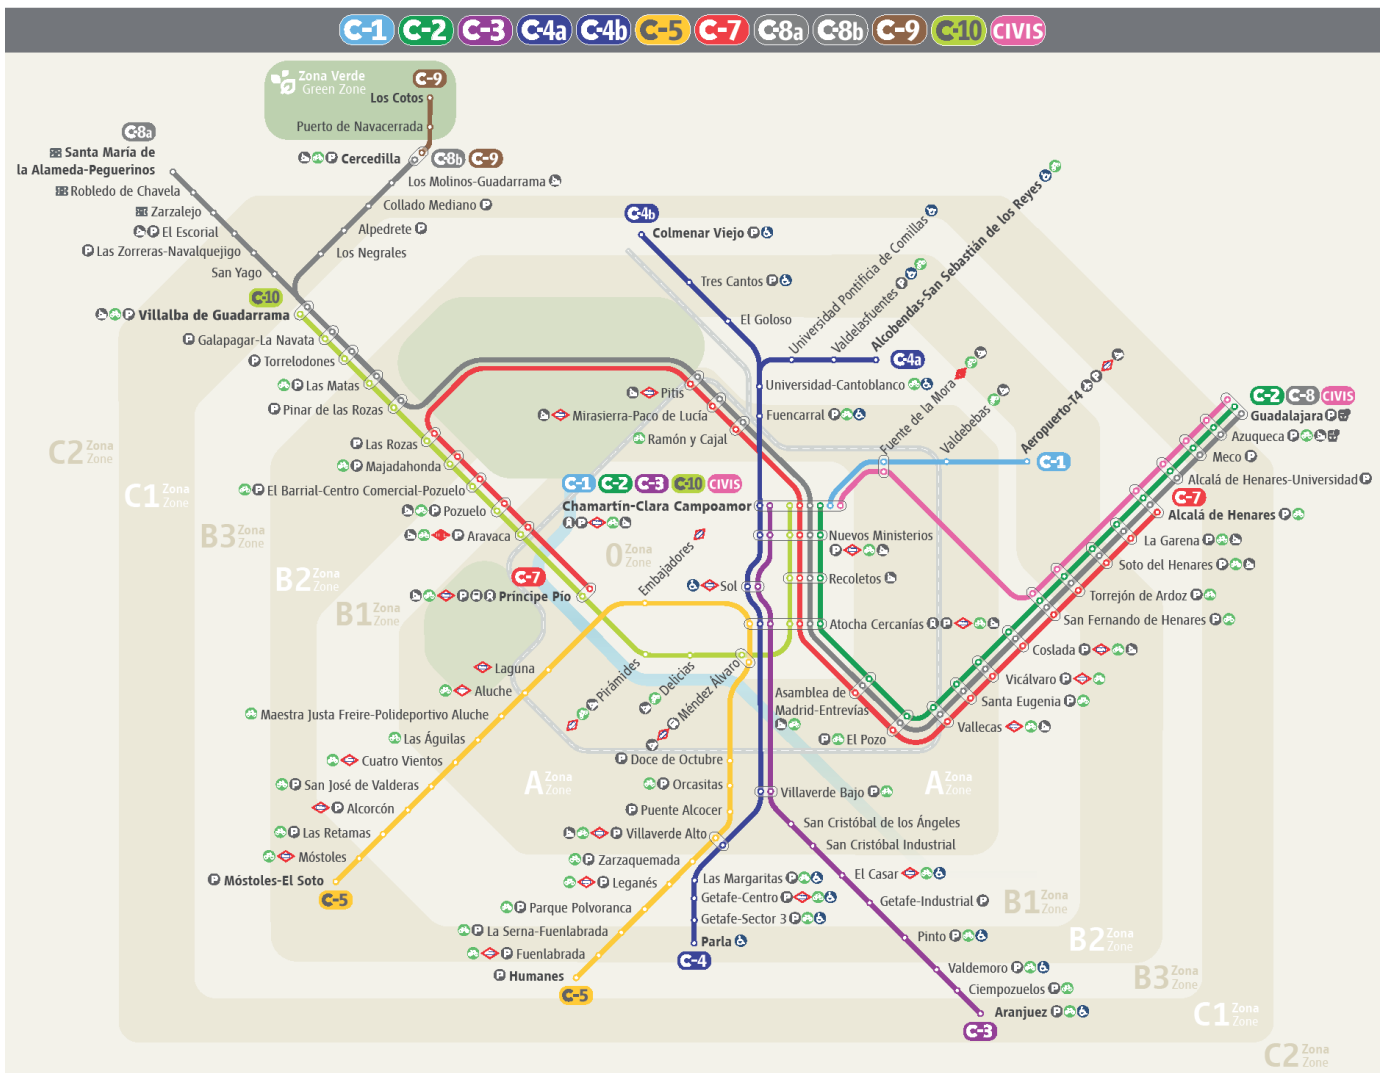 C-1 C-2 C-3 C-4a C-4b C-5 C-7 C-8a C-8b C-9 C-10 CIVIS
Zona Verde
Green Zone
C-9
Los Cotos
Puerto de Navacerrada
C-8a
Santa María de
la Alameda-Peguerinos
Cercedilla
C-8b C-9
Robledo de Chavela
Los Molinos-Guadarrama
Zarzalejo
Collado Mediano
El Escorial
Alpedrete
Las Zorreras-Navalquejigo
Los Negrales
San Yago
C-10
Villalba de Guadarrama
Galapagar-La Navata
Torrelodones
Las Matas
Pinar de las Rozas
Las Rozas
Majadahonda
El Barrial-Centro Comercial-Pozuelo
Pozuelo
Aravaca
C-7
Príncipe Pío
C-4b
Colmenar Viejo
Tres Cantos
El Goloso
Universidad Pontificia de Comillas
Valdelasfuentes
Alcobendas-San Sebastián de los Reyes
C-4a
Universidad-Cantoblanco
Fuencarral
Pitis
Mirasierra-Paco de Lucía
Ramón y Cajal
Fuente de la Mora
Valdebebas
Aeropuerto-T4
C-1
C-1 C-2 C-3 C-10 CIVIS
Chamartín-Clara Campoamor
Nuevos Ministerios
Recoletos
Sol
Embajadores
Atocha Cercanías
C-2 C-8 CIVIS
Guadalajara
Azuqueca
Meco
Alcalá de Henares-Universidad
C-7
Alcalá de Henares
La Garena
Soto del Henares
Torrejón de Ardoz
San Fernando de Henares
Coslada
Vicálvaro
Santa Eugenia
Vallecas
El Pozo
Asamblea de
Madrid-Entrevías
Pirámides
Delicias
Méndez Álvaro
Laguna
Aluche
Maestra Justa Freire-Polideportivo Aluche
Las Águilas
Cuatro Vientos
San José de Valderas
Alcorcón
Las Retamas
Móstoles
Móstoles-El Soto
C-5
Doce de Octubre
Orcasitas
Puente Alcocer
Villaverde Alto
Zarzaquemada
Leganés
Parque Polvoranca
La Serna-Fuenlabrada
Fuenlabrada
Humanes
C-5
Las Margaritas
Getafe-Centro
Getafe-Sector 3
Parla
C-4
Villaverde Bajo
San Cristóbal de los Ángeles
San Cristóbal Industrial
El Casar
Getafe-Industrial
Pinto
Valdemoro
Ciempozuelos
Aranjuez
C-3
C2 Zona Zone
C1 Zona Zone
B3 Zona Zone
B2 Zona Zone
B1 Zona Zone
0 Zona Zone
A Zona Zone
A Zona Zone
B1 Zona Zone
B2 Zona Zone
B3 Zona Zone
C1 Zona Zone
C2 Zona Zone